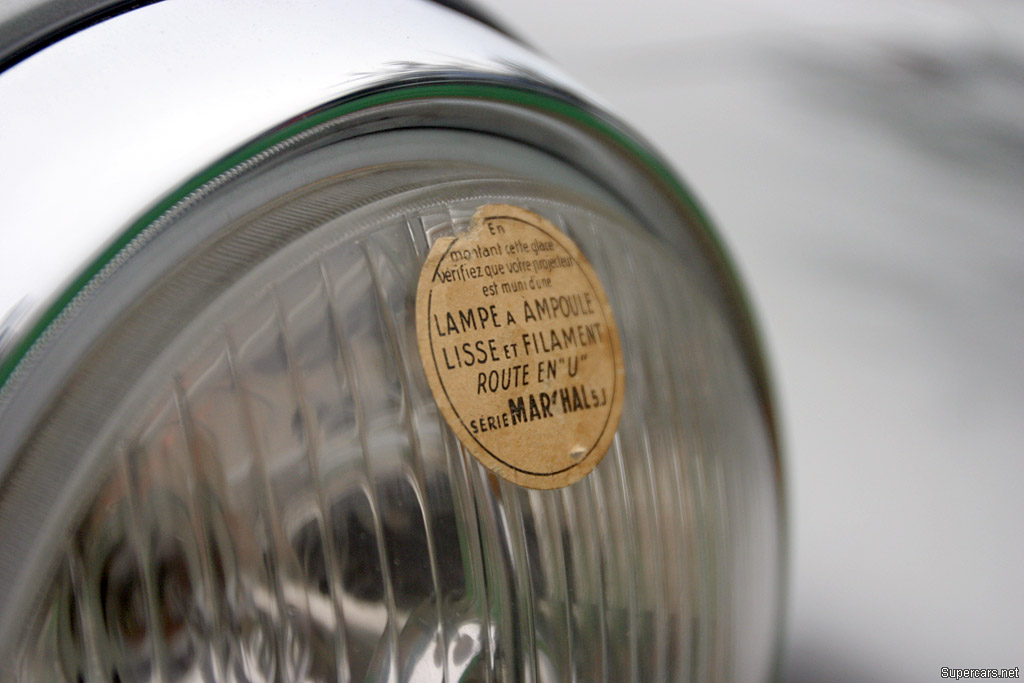 En
montant cette glace
Vérifiez que votre projecteur
est muni d'une
LAMPE A AMPOULE
LISSE ET FILAMENT
ROUTE EN "U"
SÉRIE MAR'HAL 5J
Supercars.net